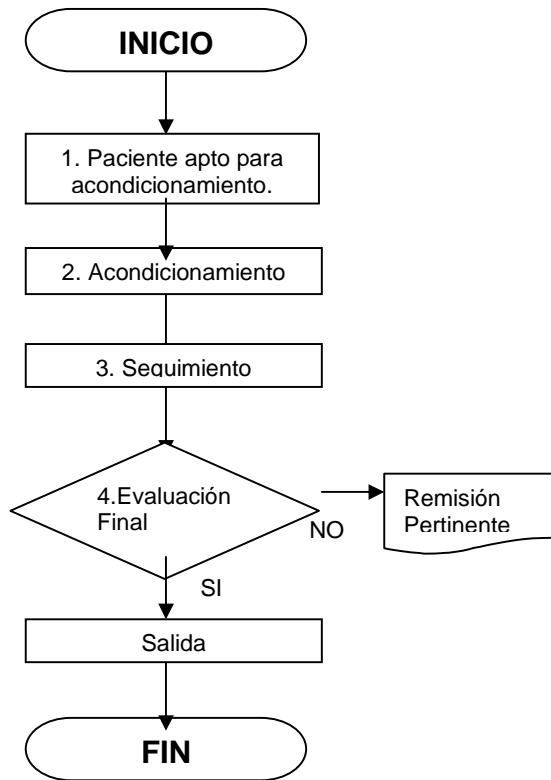 INICIO
1. Paciente apto para
acondicionamiento.
2. Acondicionamiento
3. Seguimiento
4.Evaluación
Final
NO
Remisión
Pertinente
SI
Salida
FIN